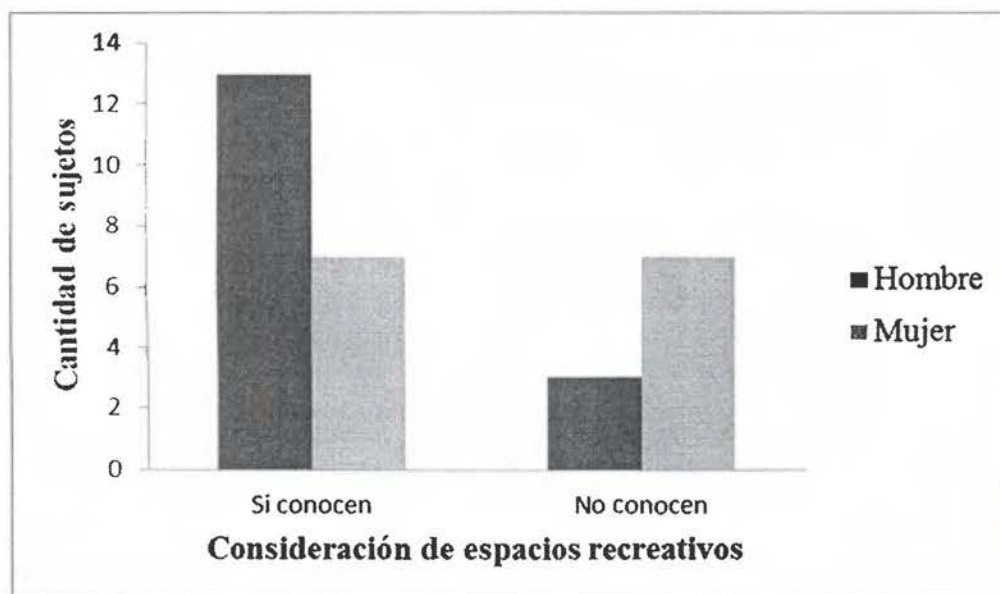 14
12
10
8
6
4
2
0
Cantidad de sujetos
Si conocen
No conocen
Consideración de espacios recreativos
Hombre
Mujer